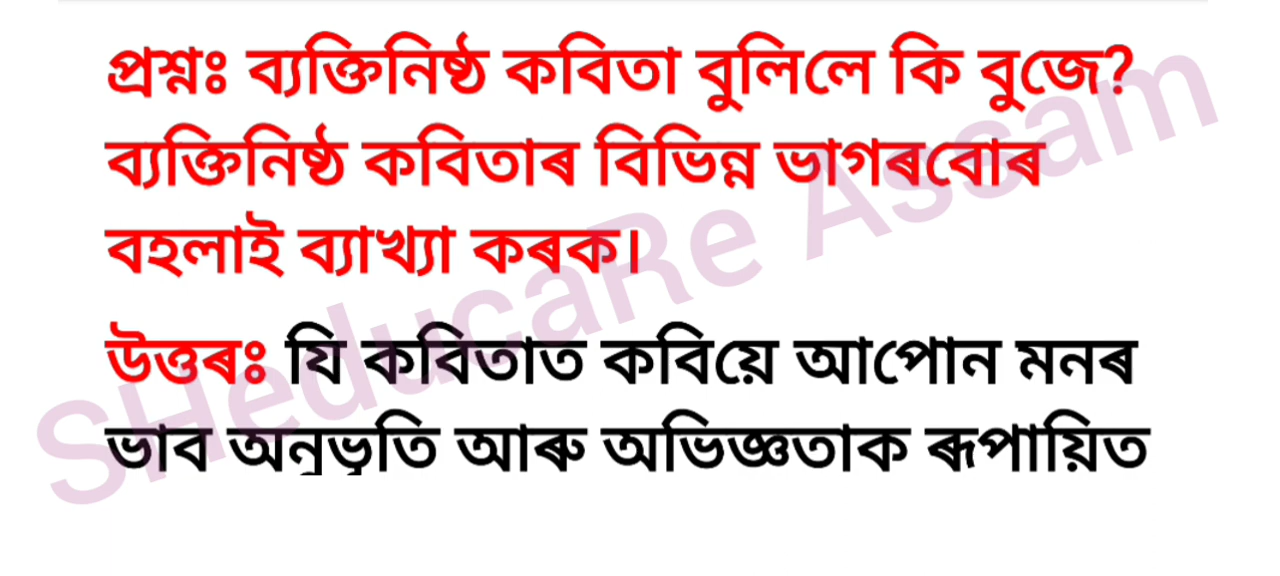 প্ৰশ্নঃ ব্যক্তিনিষ্ঠ কবিতা বুলিলে কি বুজে?
ব্যক্তিনিষ্ঠ কবিতাৰ বিভিন্ন ভাগৰবোৰ
বহলাই ব্যাখ্যা কৰক।
উত্তৰঃ যি কবিতাত কবিয়ে আপোন মনৰ
ভাব অনুভূতি আৰু অভিজ্ঞতাক ৰূপায়িত
SHeducaRe Assam